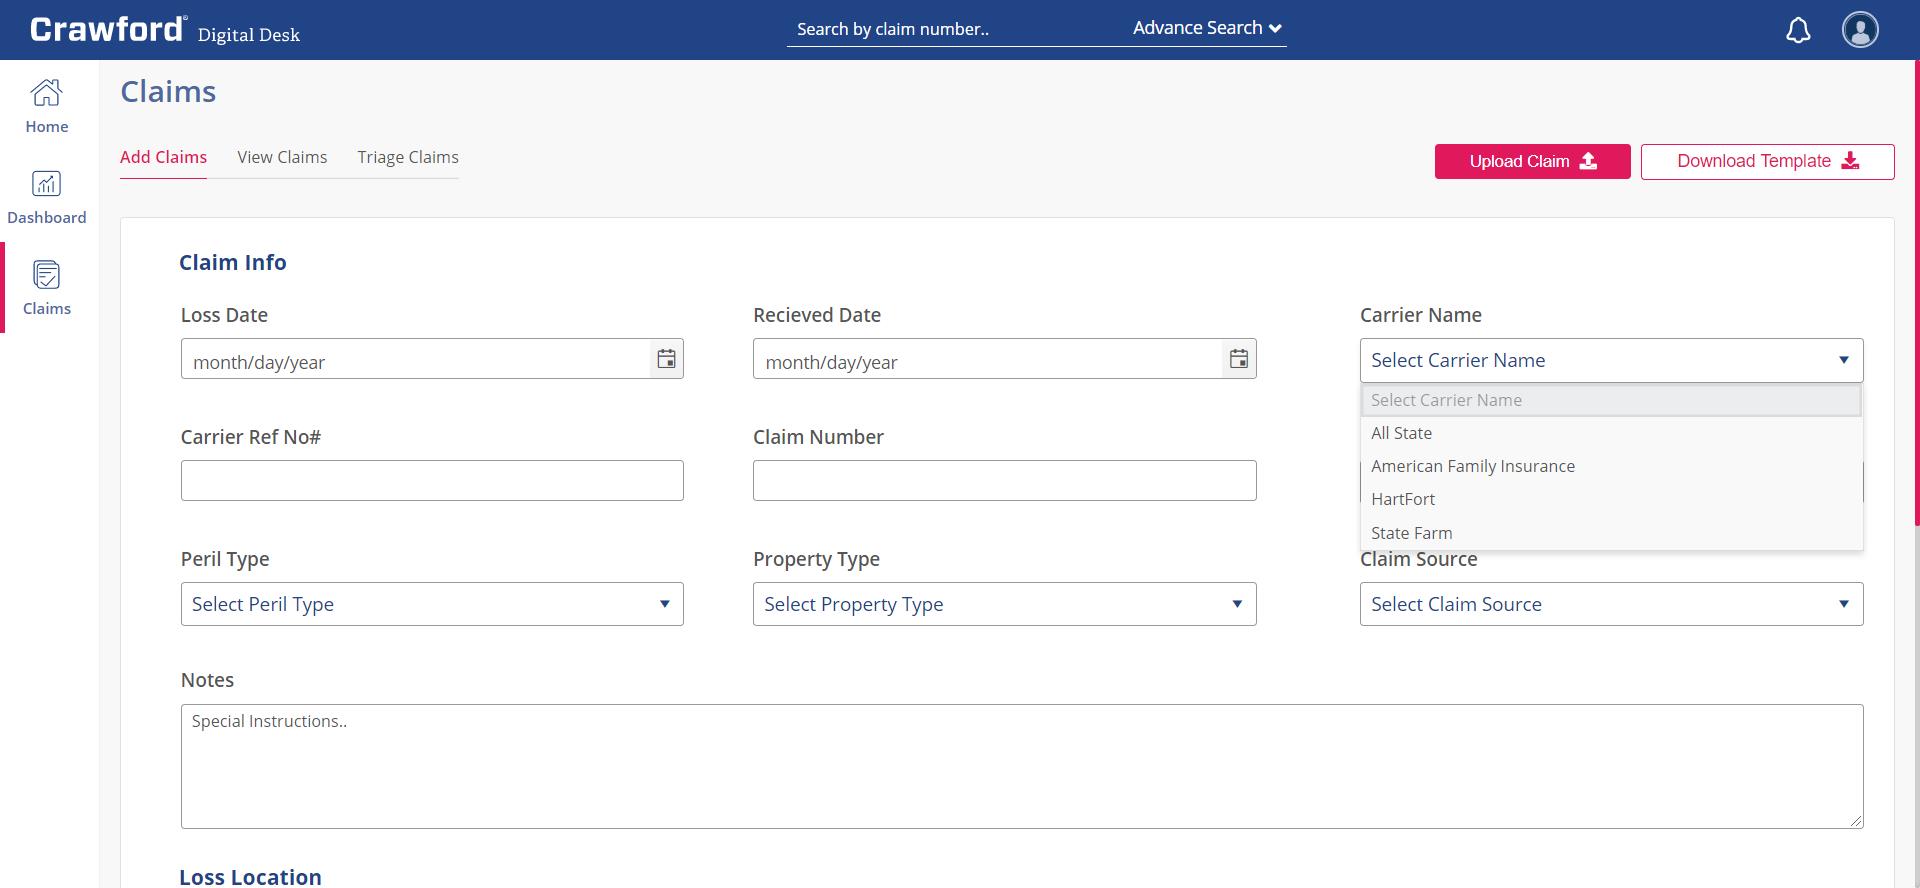 Crawford®
Digital Desk
Search by claim number..
Advance Search
Home
Dashboard
Claims
Claims
Add Claims
View Claims
Triage Claims
Upload Claim
Download Template
Claim Info
Loss Date
month/day/year
Recieved Date
month/day/year
Carrier Name
Select Carrier Name
Select Carrier Name
All State
American Family Insurance
HartFort
State Farm
Carrier Ref No#
Claim Number
Peril Type
Select Peril Type
Property Type
Select Property Type
Claim Source
Select Claim Source
Notes
Special Instructions..
Loss Location